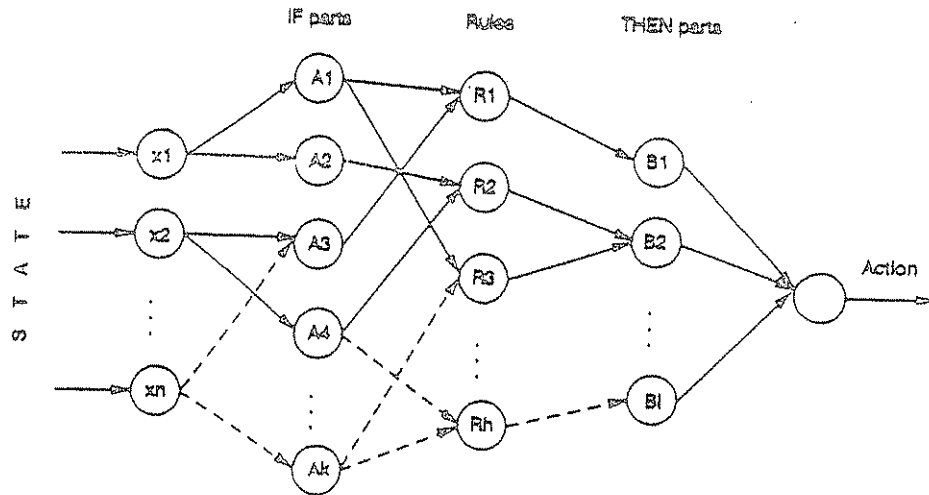 IF parts
Rules
THEN parts
A1
R1
x1
A2
B1
R2
x2
A3
B2
R3
Action
A4
xn
Bl
Rh
Ak
STATE